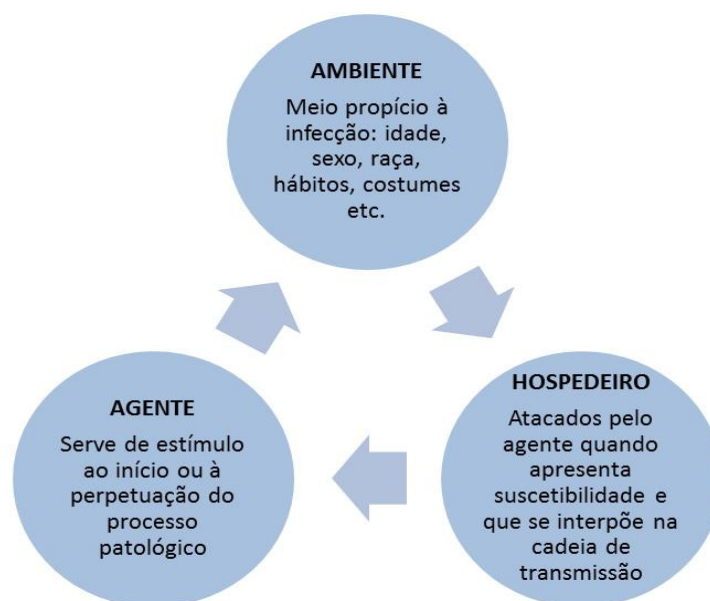 AMBIENTE
Meio propício à
infecção: idade,
sexo, raça,
hábitos, costumes
etc.
HOSPEDEIRO
Atacados pelo
agente quando
apresenta
suscetibilidade e
que se interpõe na
cadeia de
transmissão
AGENTE
Serve de estímulo
ao início ou à
perpetuação do
processo
patológico